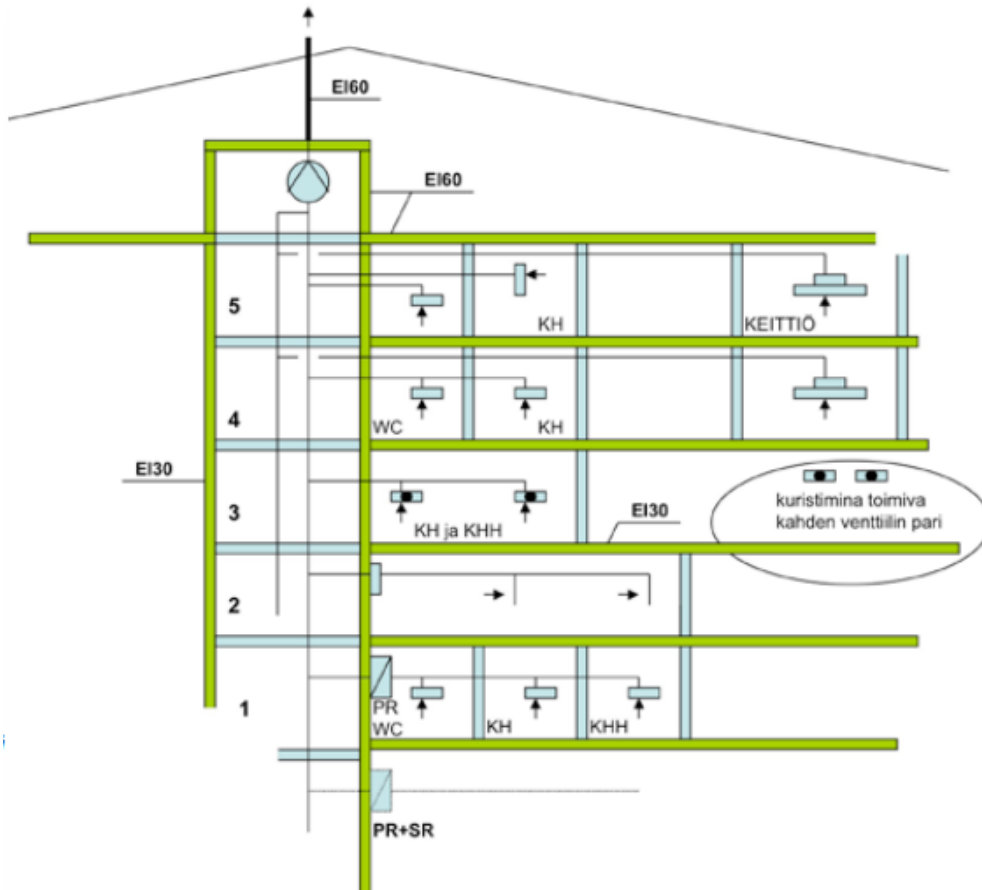 EI60
EI60
5
KH
KEITTIÖ
4
WC
KH
EI30
3
KH ja KHH
EI30
kuristimina toimiva
kahden venttiilin pari
2
1
PR
WC
KH
KHH
PR+SR